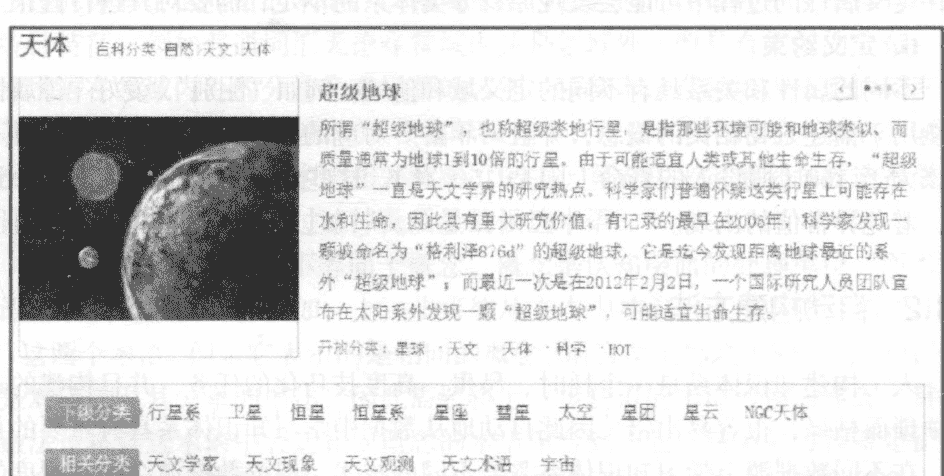 天体 百科分类:自然>天文>天体
超级地球
所谓“超级地球”，也称超级类地行星，是指那些环境可能和地球类似、而
质量通常为地球1到10倍的行星。由于可能适宜人类或其他生命生存，“超级
地球”一直是天文学界的研究热点。科学家们普遍怀疑这类行星上可能存在
水和生命，因此具有重大研究价值。有记录的最早在2006年，科学家发现一
颗被命名为“格利泽876d”的超级地球，它是迄今发现距离地球最近的系
外“超级地球”；而最近一次是在2012年2月2日，一个国际研究人员团队宣
布在太阳系外发现一颗“超级地球”，可能适宜生命生存。
开放分类：星球 · 天文 · 天体 · 科学 · HOT
下级分类 行星系 卫星 恒星 恒星系 星座 彗星 太空 星团 星云 NGC天体
相关分类 天文学家 天文现象 天文观测 天文术语 宇宙